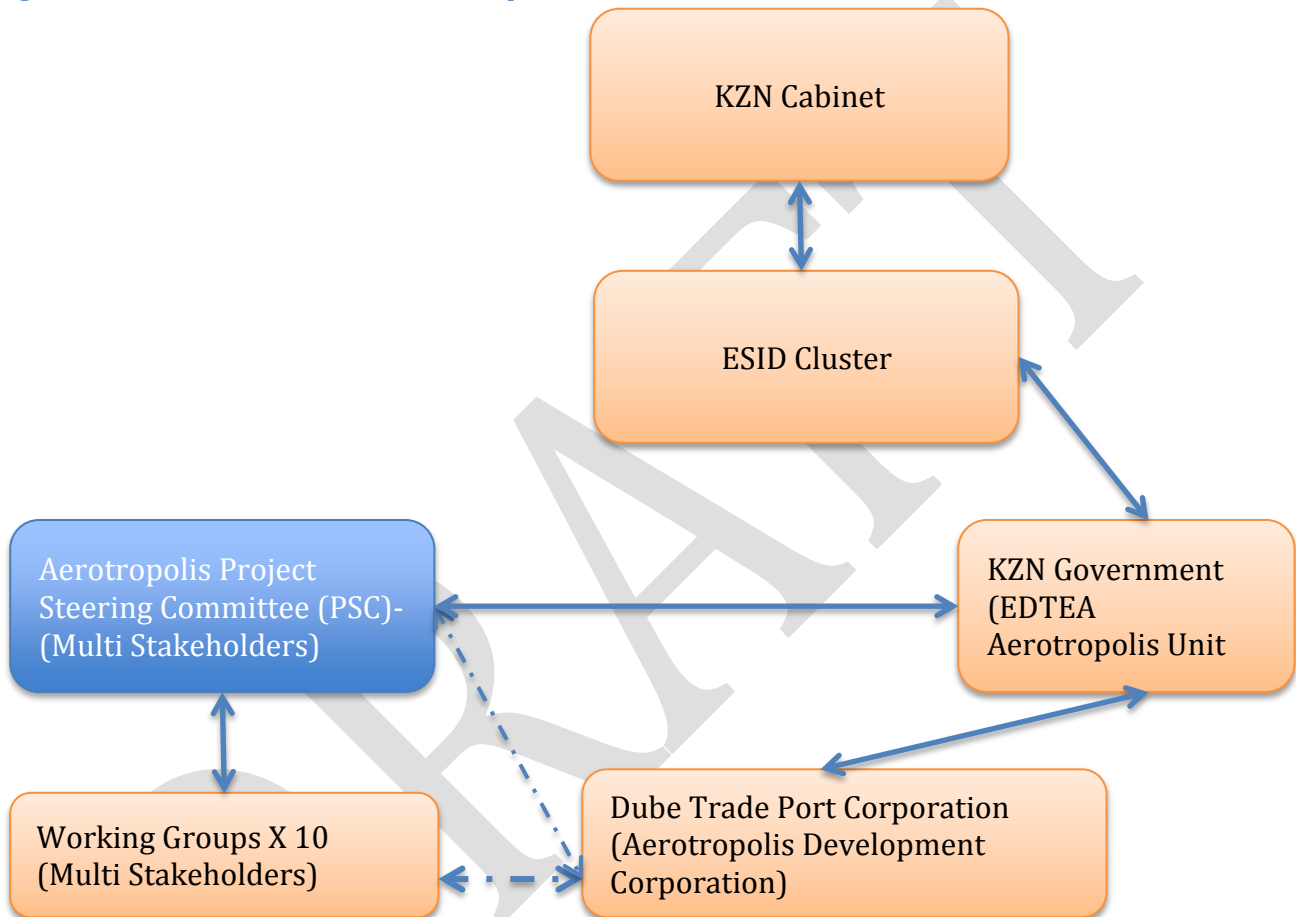 KZN Cabinet
ESID Cluster
Aerotropolis Project
Steering Committee (PSC)-
(Multi Stakeholders)
KZN Government
(EDTEA
Aerotropolis Unit
Working Groups X 10
(Multi Stakeholders)
Dube Trade Port Corporation
(Aerotropolis Development
Corporation)
DRAFT